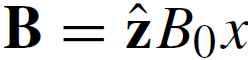 𝐁 = 𝐳̂B₀x